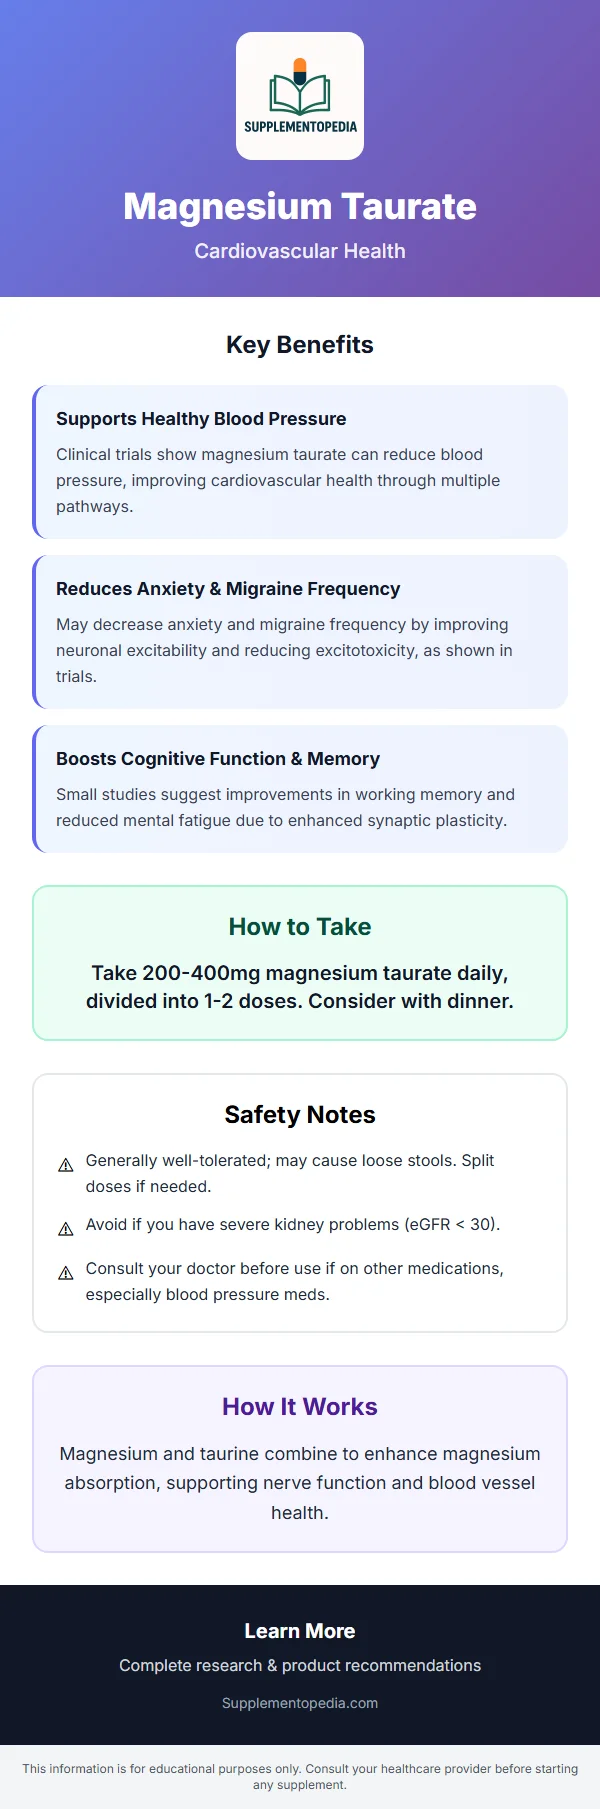 SUPPLEMENTOPEDIA
Magnesium Taurate
Cardiovascular Health
Key Benefits
Supports Healthy Blood Pressure
Clinical trials show magnesium taurate can reduce blood
pressure, improving cardiovascular health through multiple
pathways.
Reduces Anxiety & Migraine Frequency
May decrease anxiety and migraine frequency by improving
neuronal excitability and reducing excitotoxicity, as shown in
trials.
Boosts Cognitive Function & Memory
Small studies suggest improvements in working memory and
reduced mental fatigue due to enhanced synaptic plasticity.
How to Take
Take 200-400mg magnesium taurate daily,
divided into 1-2 doses. Consider with dinner.
Safety Notes
Generally well-tolerated; may cause loose stools. Split
doses if needed.
Avoid if you have severe kidney problems (eGFR < 30).
Consult your doctor before use if on other medications,
especially blood pressure meds.
How It Works
Magnesium and taurine combine to enhance magnesium
absorption, supporting nerve function and blood vessel
health.
Learn More
Complete research & product recommendations
Supplementopedia.com
This information is for educational purposes only. Consult your healthcare provider before starting
any supplement.